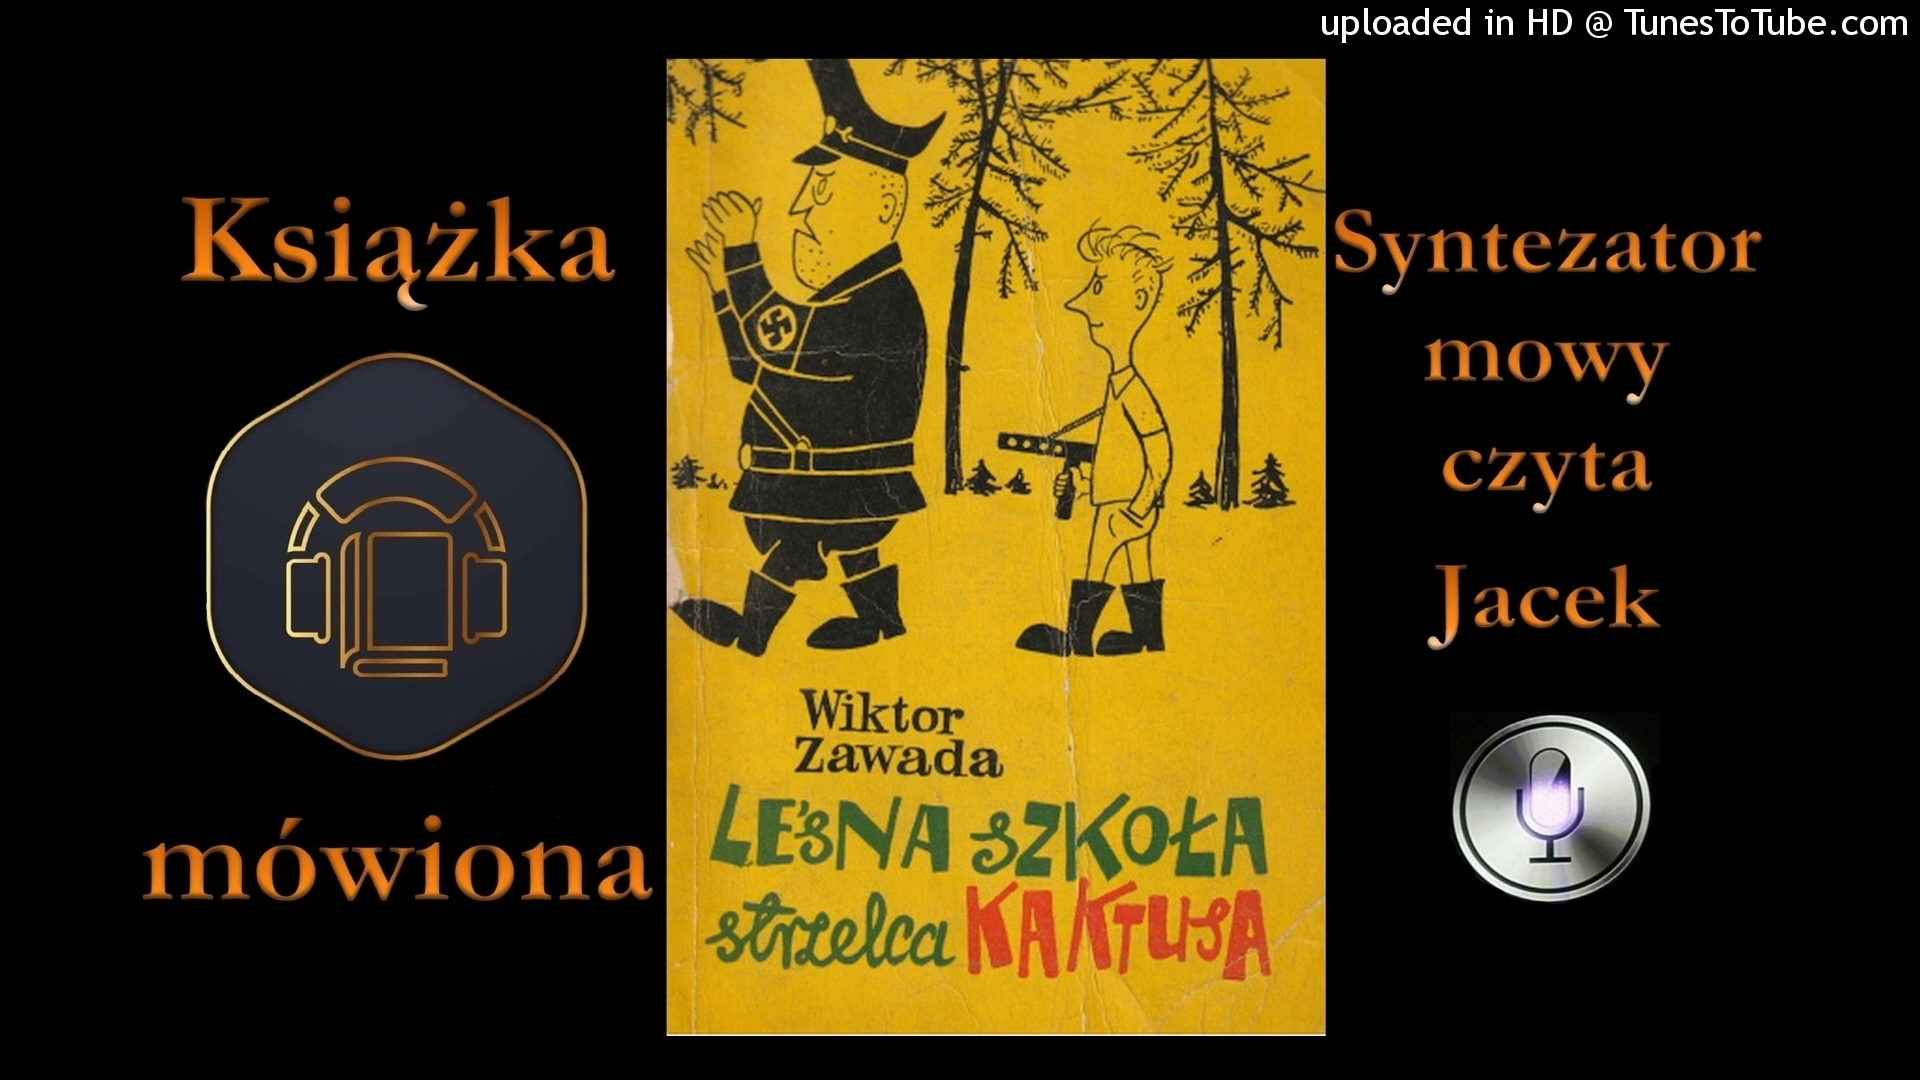 uploaded in HD @ TunesToTube.com
Książka
mówiona
Wiktor
Zawada
LEŚNA SZKOŁA
strzelca KAKTUSA
Syntezator
mowy
czyta
Jacek